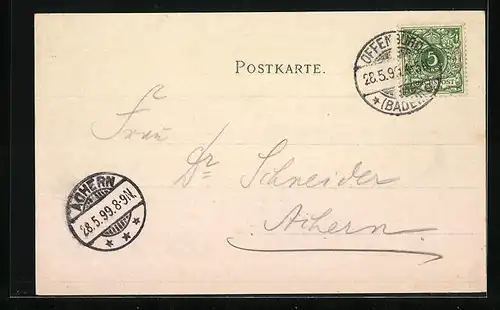 POSTKARTE.
OFFENBURG
28.5.99.
* (BADEN)
5
Frau
Dr Schneider
Achern
ACHERN
28.5.99.8-9N.
* * *